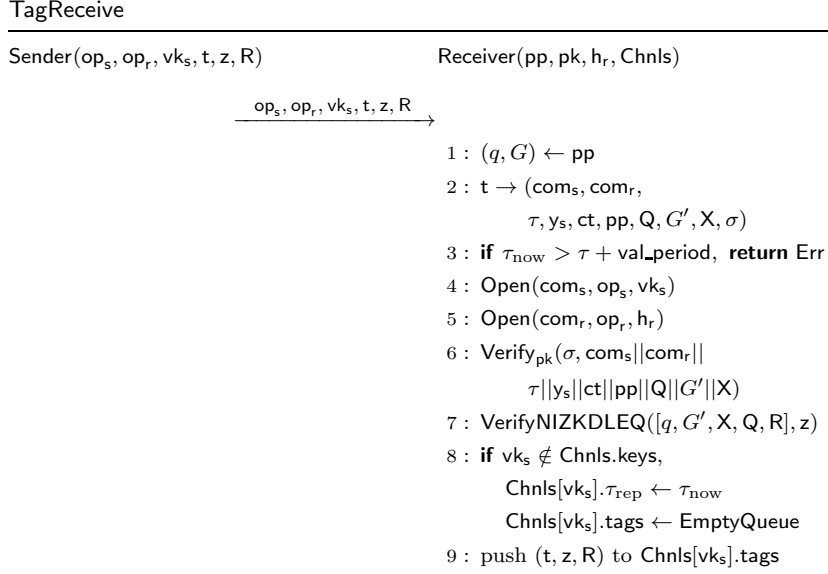 TagReceive
Sender(op_s, op_r, vk_s, t, z, R) Receiver(pp, pk, h_r, Chnls)
op_s, op_r, vk_s, t, z, R
1 : (q, G) ← pp
2 : t → (com_s, com_r,
τ, y_s, ct, pp, Q, G′, X, σ)
3 : if τ_now > τ + val_period, return Err
4 : Open(com_s, op_s, vk_s)
5 : Open(com_r, op_r, h_r)
6 : Verify_pk(σ, com_s||com_r||
τ||y_s||ct||pp||Q||G′||X)
7 : VerifyNIZKDLEQ([q, G′, X, Q, R], z)
8 : if vk_s ∉ Chnls.keys,
Chnls[vk_s].τ_rep ← τ_now
Chnls[vk_s].tags ← EmptyQueue
9 : push (t, z, R) to Chnls[vk_s].tags